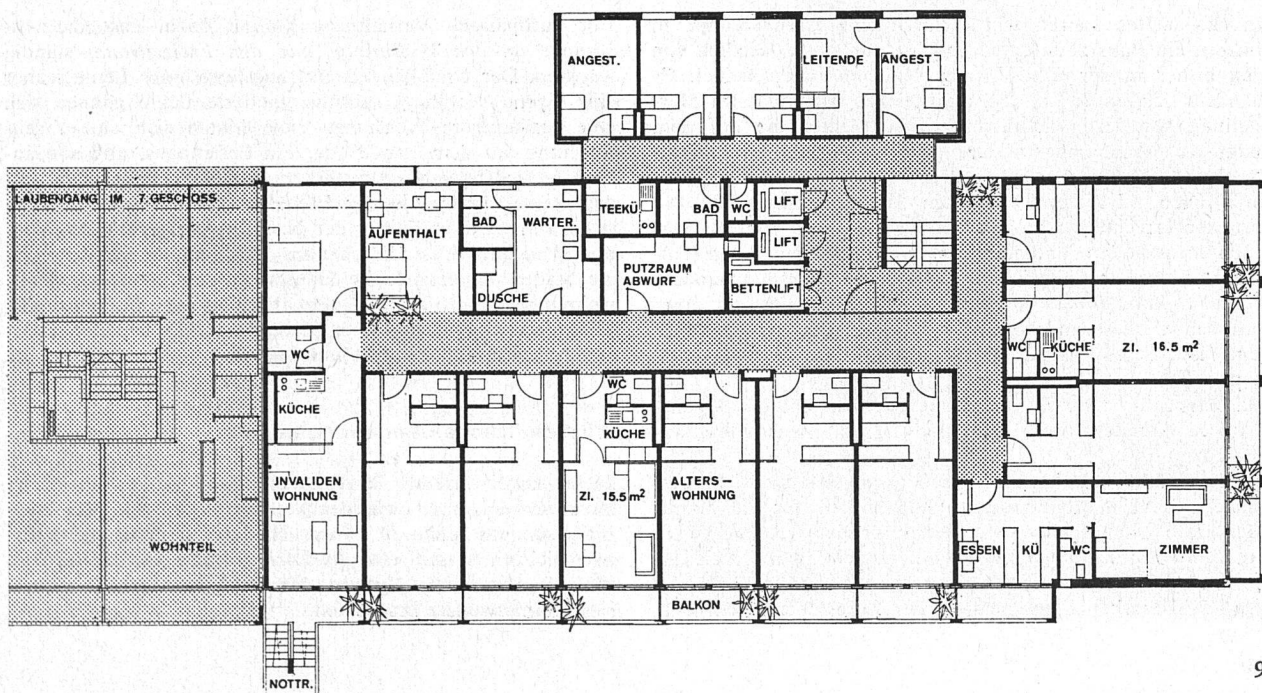 ANGEST.
LEITENDE
ANGEST
LAUBENGANG IM 7. GESCHOSS
AUFENTHALT
BAD
WARTER.
TEEKÜ
BAD
WC
LIFT
LIFT
DUSCHE
PUTZRAUM
ABWURF
BETTENLIFT
WC
WC
KÜCHE
ZI. 16.5 m²
KÜCHE
WC
KÜCHE
INVALIDEN
WOHNUNG
ZI. 15.5 m²
ALTERS –
WOHNUNG
WOHNTEIL
ESSEN
KÜ
WC
ZIMMER
BALKON
NOTTR.
9